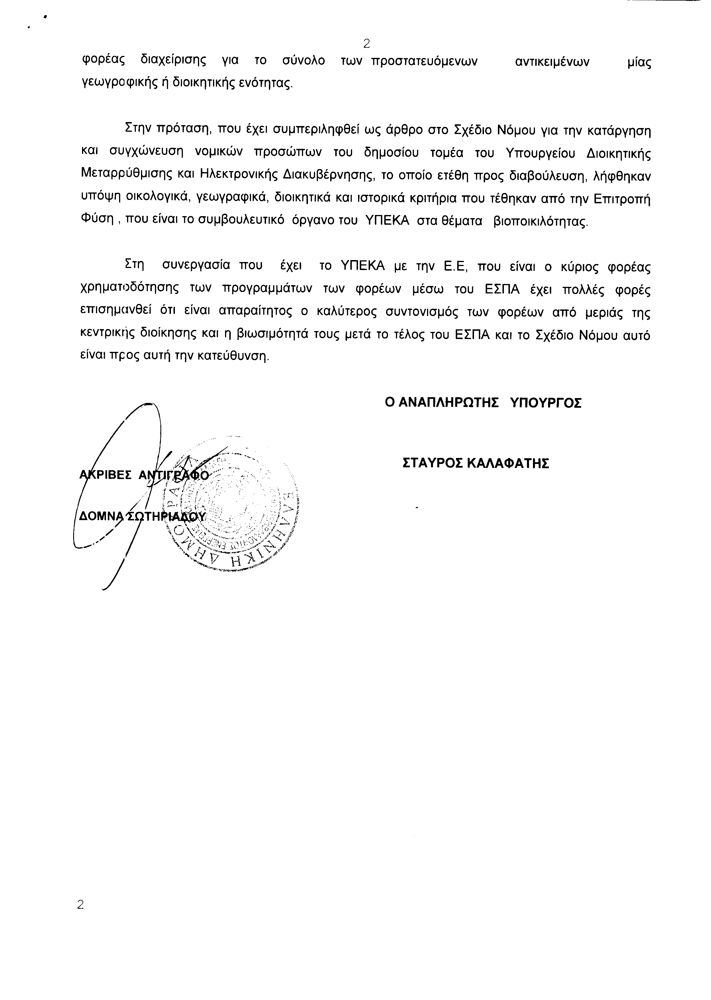 2
φορέας διαχείρισης για το σύνολο των προστατευόμενων αντικειμένων μίας
γεωγραφικής ή διοικητικής ενότητας.
Στην πρόταση, που έχει συμπεριληφθεί ως άρθρο στο Σχέδιο Νόμου για την κατάργηση
και συγχώνευση νομικών προσώπων του δημοσίου τομέα του Υπουργείου Διοικητικής
Μεταρρύθμισης και Ηλεκτρονικής Διακυβέρνησης, το οποίο ετέθη προς διαβούλευση, λήφθηκαν
υπόψη οικολογικά, γεωγραφικά, διοικητικά και ιστορικά κριτήρια που τέθηκαν από την Επιτροπή
Φύση , που είναι το συμβουλευτικό όργανο του ΥΠΕΚΑ στα θέματα βιοποικιλότητας.
Στη συνεργασία που έχει το ΥΠΕΚΑ με την Ε.Ε, που είναι ο κύριος φορέας
χρηματοδότησης των προγραμμάτων των φορέων μέσω του ΕΣΠΑ έχει πολλές φορές
επισημανθεί ότι είναι απαραίτητος ο καλύτερος συντονισμός των φορέων από μεριάς της
κεντρικής διοίκησης και η βιωσιμότητά τους μετά το τέλος του ΕΣΠΑ και το Σχέδιο Νόμου αυτό
είναι προς αυτή την κατεύθυνση.
Ο ΑΝΑΠΛΗΡΩΤΗΣ ΥΠΟΥΡΓΟΣ
ΣΤΑΥΡΟΣ ΚΑΛΑΦΑΤΗΣ
ΑΚΡΙΒΕΣ ΑΝΤΙΓΡΑΦΟ
ΔΟΜΝΑ ΣΩΤΗΡΙΑΔΟΥ
ΕΛΛΗΝΙΚΗ ΔΗΜΟΚΡΑΤΙΑ
2